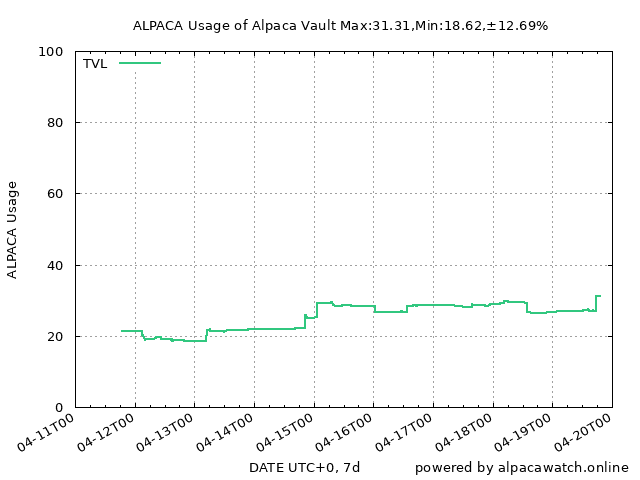 ALPACA Usage of Alpaca Vault Max:31.31,Min:18.62,±12.69%
100
TVL
80
60
ALPACA Usage
40
20
0
04-11T00
04-12T00
04-13T00
04-14T00
04-15T00
04-16T00
04-17T00
04-18T00
04-19T00
04-20T00
DATE UTC+0, 7d
powered by alpacawatch.online